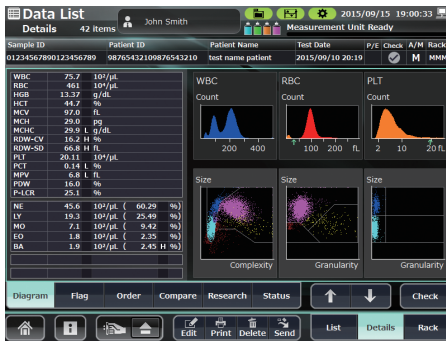 Data List
John Smith
2015/09/15 19:00:33
Details 42 items
Measurement Unit Ready
Sample ID Patient ID Patient Name Test Date P/E Check A/M Rack
01234567890123456789 98765432109876543210 test name patient 2015/09/10 20:19 M MMM
WBC 75.7 10²/µL
RBC 461 10⁴/µL
HGB 13.37 g/dL
HCT 44.7 %
MCV 97.0 fL
MCH 29.0 pg
MCHC 29.9 L g/dL
RDW-CV 16.2 H %
RDW-SD 66.8 H fL
PLT 20.11 10⁴/µL
PCT 0.14 L %
MPV 6.8 L fL
PDW 16.0 %
P-LCR 25.1 %
NE 45.6 10²/µL ( 60.29 %)
LY 19.3 10²/µL ( 25.49 %)
MO 7.1 10²/µL ( 9.42 %)
EO 1.8 10²/µL ( 2.35 %)
BA 1.9 10²/µL ( 2.45 H %)
WBC RBC PLT
Count Count Count
200 400 100 200 fL 2 10 20 fL
Size Size Size
Complexity Granularity Granularity
Diagram Flag Order Compare Research Status Check
Edit Print Delete Send List Details Rack